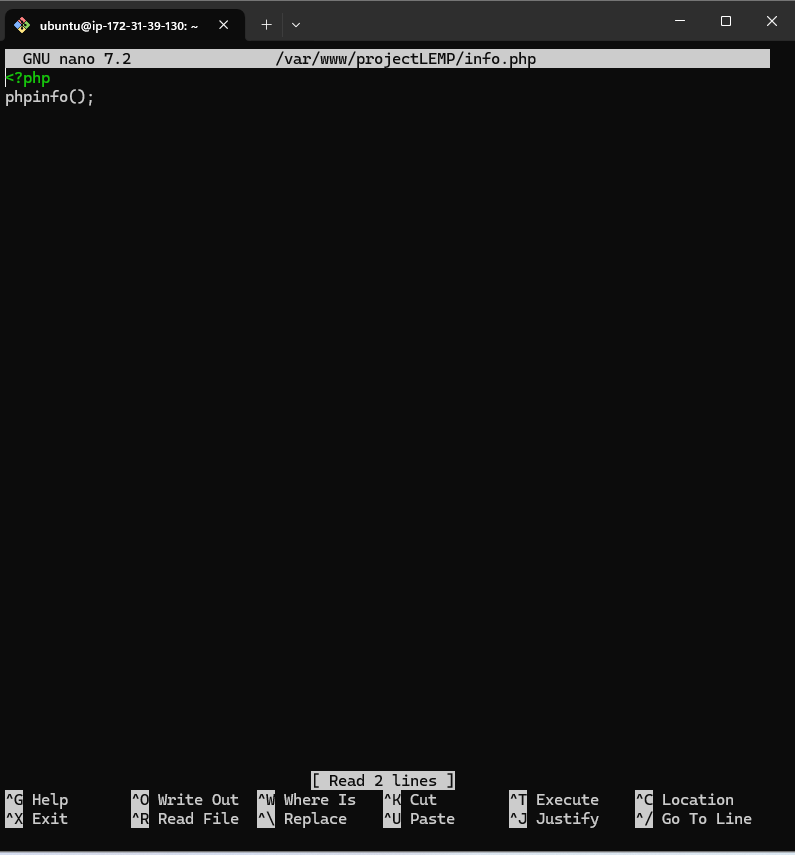 ubuntu@ip-172-31-39-130: ~
GNU nano 7.2 /var/www/projectLEMP/info.php
<?php
phpinfo();
[ Read 2 lines ]
^G Help ^O Write Out ^W Where Is ^K Cut ^T Execute ^C Location
^X Exit ^R Read File ^\ Replace ^U Paste ^J Justify ^/ Go To Line